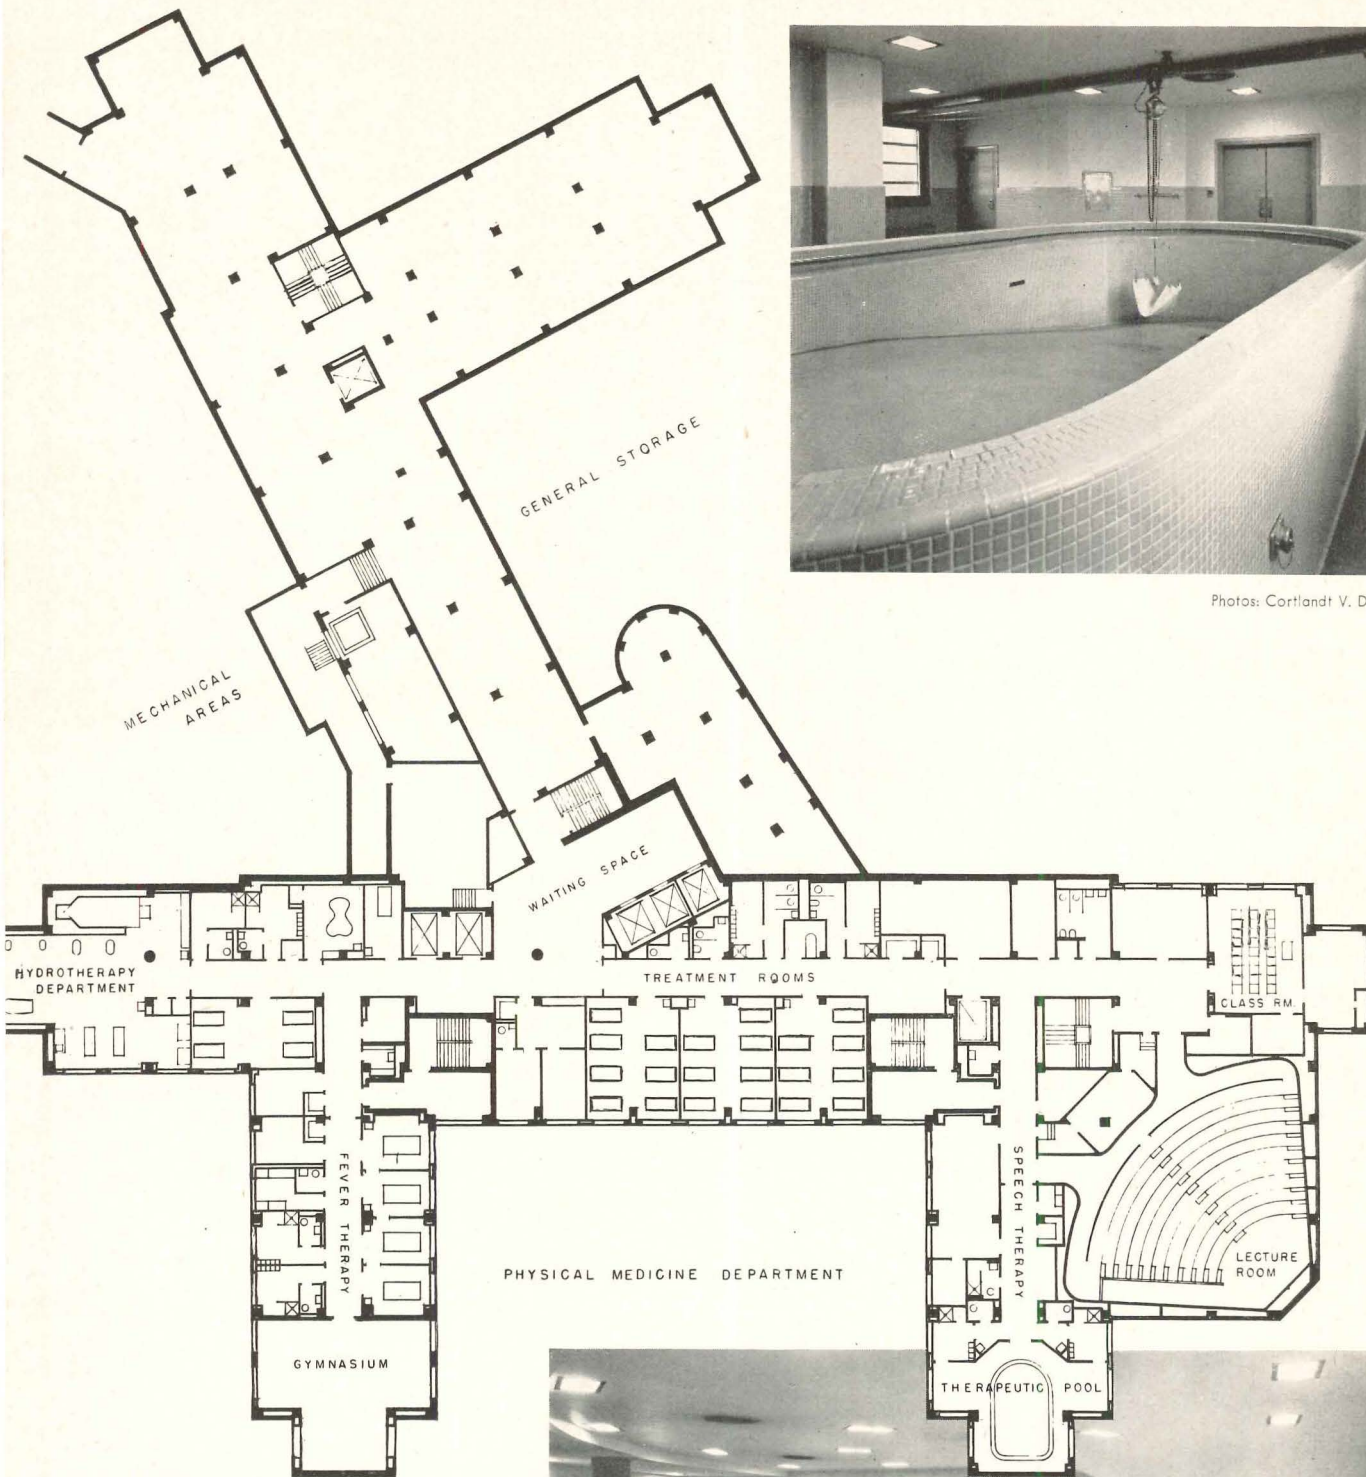 Photos: Cortlandt V. D
GENERAL STORAGE
MECHANICAL
AREAS
WAITING SPACE
HYDROTHERAPY
DEPARTMENT
TREATMENT ROOMS
CLASS RM.
FEVER THERAPY
SPEECH THERAPY
LECTURE
ROOM
PHYSICAL MEDICINE DEPARTMENT
C
GYMNASIUM
THERAPEUTIC POOL